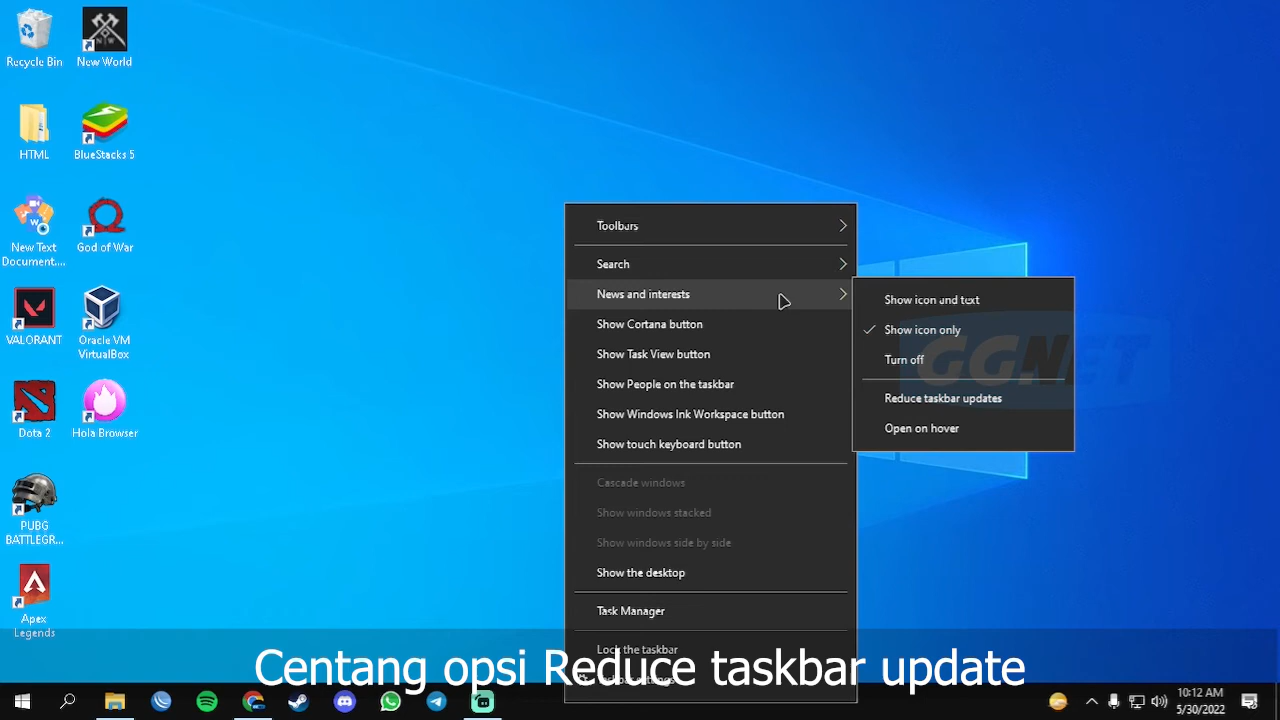 Recycle Bin
New World
HTML
BlueStacks 5
New Text
Document....
God of War
VALORANT
Oracle VM
VirtualBox
Dota 2
Hola Browser
PUBG
BATTLEGR...
Apex
Legends
Toolbars
Search
News and interests
Show Cortana button
Show Task View button
Show People on the taskbar
Show Windows Ink Workspace button
Show touch keyboard button
Cascade windows
Show windows stacked
Show windows side by side
Show the desktop
Task Manager
Lock the taskbar
Show icon and text
Show icon only
Turn off
Reduce taskbar updates
Open on hover
GGNET
Centang opsi Reduce taskbar update
10:12 AM
5/30/2022